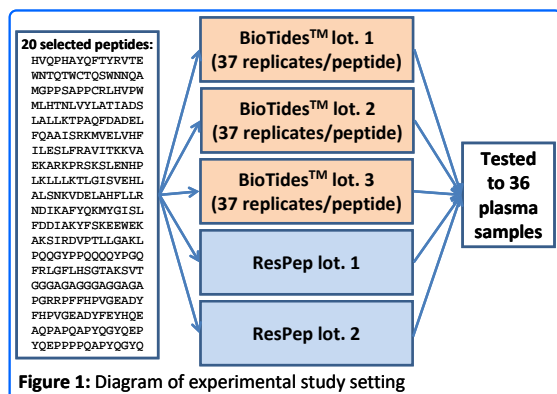 20 selected peptides:
HVQPHAYQFTYRVTE
WNTQTWCTQSWNNQA
MGPPSAPPCRLHVPW
MLHTNLVYLATIADS
LALLKTPAQFDADEL
FQAAISRKMVELVHF
ILESLFRAVITKKVA
EKARKPRSKSLENHP
LKLLLKTLGISVEHL
ALSNKVDELAHFLLR
NDIKAFYQKMYGISL
FDDIAKYFSKEEWEK
AKSIRDVPTLLGAKL
PQQGYPPQQQQYPGQ
FRLGFLHSGTAKSVT
GGGAGAGGGAGGAGA
PGRRPFFHPVGEADY
FHPVGEADYFEYHQE
AQPAPQAPYQGYQEP
YQEPPPPQAPYQGYQ
BioTides™ lot. 1
(37 replicates/peptide)
BioTides™ lot. 2
(37 replicates/peptide)
BioTides™ lot. 3
(37 replicates/peptide)
ResPep lot. 1
ResPep lot. 2
Tested
to 36
plasma
samples
Figure 1: Diagram of experimental study setting